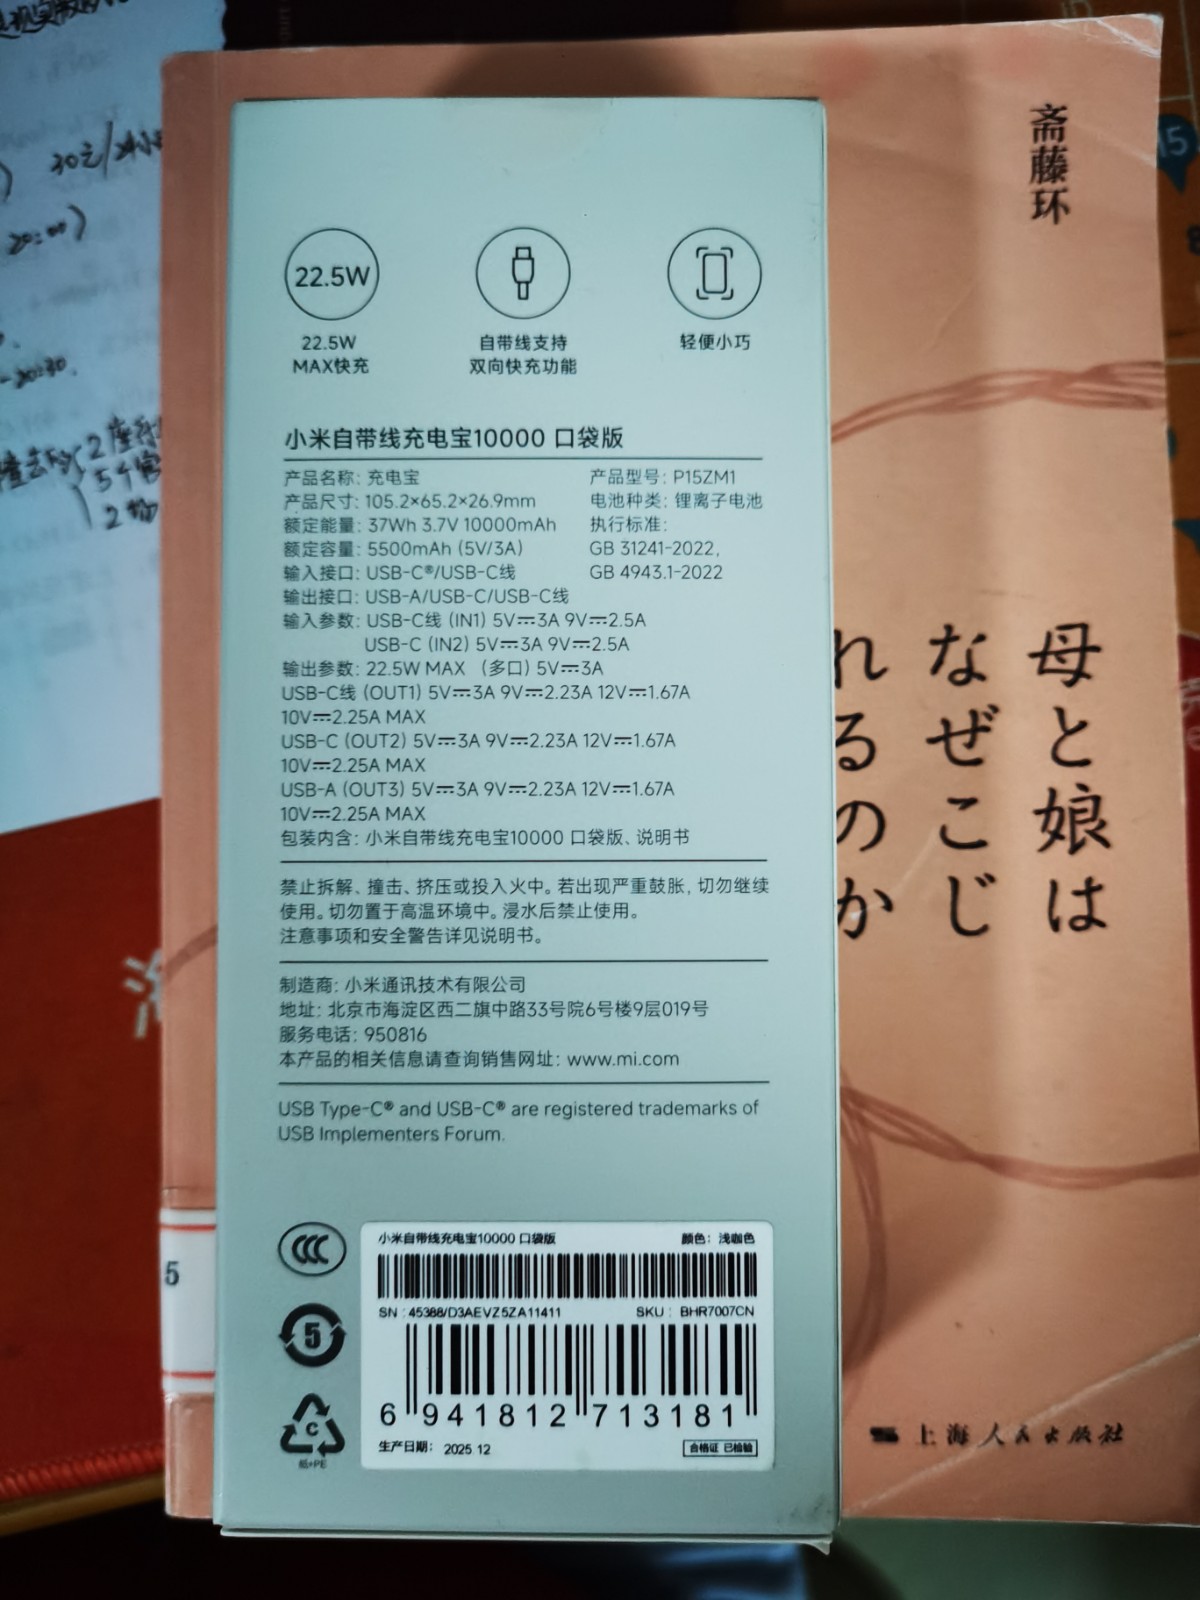 30元/24小
20:00)
-20:30.
斋藤环
母と娘は
なぜこじ
れるのか
上海人民出版社
5
22.5W
22.5W
MAX快充
自带线支持
双向快充功能
轻便小巧
小米自带线充电宝10000 口袋版
产品名称: 充电宝 产品型号: P15ZM1
产品尺寸: 105.2×65.2×26.9mm 电池种类: 锂离子电池
额定能量: 37Wh 3.7V 10000mAh 执行标准:
额定容量: 5500mAh (5V/3A) GB 31241-2022,
输入接口: USB-C®/USB-C线 GB 4943.1-2022
输出接口: USB-A/USB-C/USB-C线
输入参数: USB-C线 (IN1) 5V⎓3A 9V⎓2.5A
USB-C (IN2) 5V⎓3A 9V⎓2.5A
输出参数: 22.5W MAX （多口) 5V⎓3A
USB-C线 (OUT1) 5V⎓3A 9V⎓2.23A 12V⎓1.67A
10V⎓2.25A MAX
USB-C (OUT2) 5V⎓3A 9V⎓2.23A 12V⎓1.67A
10V⎓2.25A MAX
USB-A (OUT3) 5V⎓3A 9V⎓2.23A 12V⎓1.67A
10V⎓2.25A MAX
包装内含: 小米自带线充电宝10000 口袋版、说明书
禁止拆解、撞击、挤压或投入火中。若出现严重鼓胀, 切勿继续
使用。切勿置于高温环境中。浸水后禁止使用。
注意事项和安全警告详见说明书。
制造商: 小米通讯技术有限公司
地址: 北京市海淀区西二旗中路33号院6号楼9层019号
服务电话: 950816
本产品的相关信息请查询销售网址: www.mi.com
USB Type-C® and USB-C® are registered trademarks of
USB Implementers Forum.
CCC
5
C
纸+PE
小米自带线充电宝10000 口袋版 颜色: 浅咖色
SN : 45388/D3AEVZ5ZA11411 SKU : BHR7007CN
6 941812 713181
生产日期: 2025 12 合格证 已检验